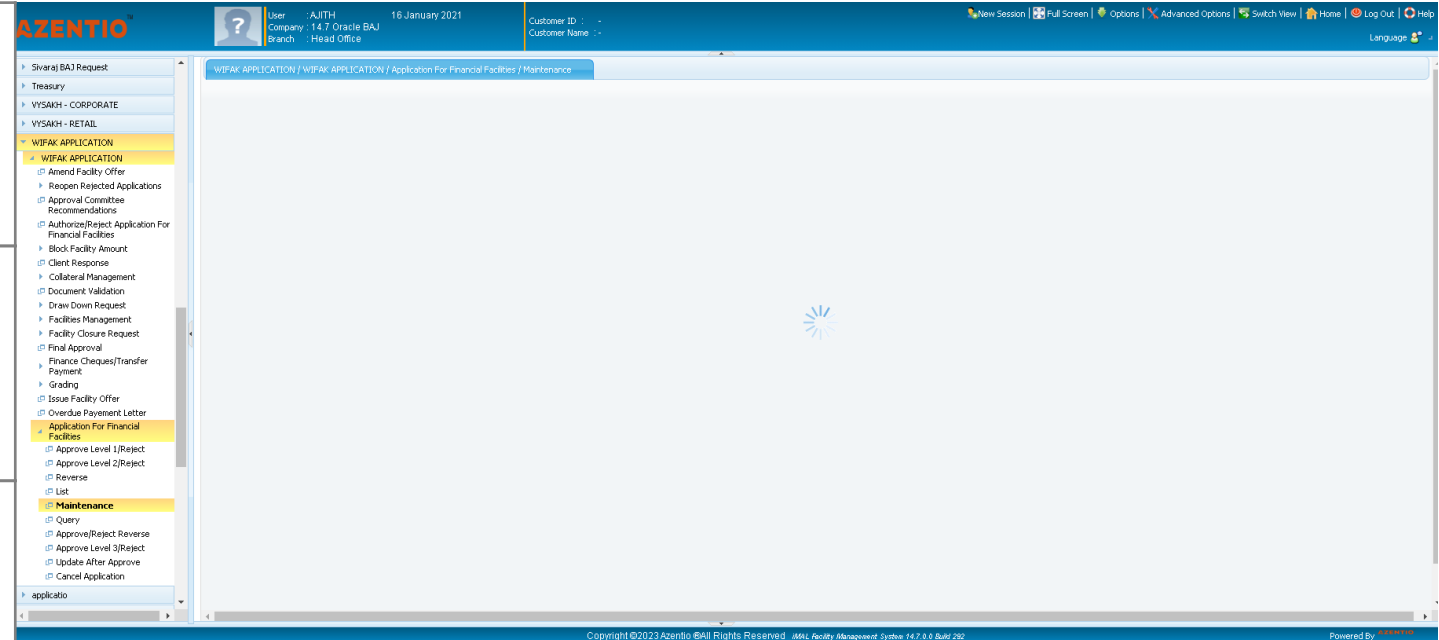 AZENTIO™
User : AJITH 16 January 2021
Company : 14.7 Oracle BAJ
Branch : Head Office
Customer ID : -
Customer Name : -
New Session | Full Screen | Options | Advanced Options | Switch View | Home | Log Out | Help
Language
WIFAK APPLICATION / WIFAK APPLICATION / Application For Financial Facilities / Maintenance
Sivaraj BAJ Request
Treasury
VYSAKH - CORPORATE
VYSAKH - RETAIL
WIFAK APPLICATION
WIFAK APPLICATION
Amend Facility Offer
Reopen Rejected Applications
Approval Committee
Recommendations
Authorize/Reject Application For
Financial Facilities
Block Facility Amount
Client Response
Collateral Management
Document Validation
Draw Down Request
Facilities Management
Facility Closure Request
Final Approval
Finance Cheques/Transfer
Payment
Grading
Issue Facility Offer
Overdue Payement Letter
Application For Financial
Facilities
Approve Level 1/Reject
Approve Level 2/Reject
Reverse
List
Maintenance
Query
Approve/Reject Reverse
Approve Level 3/Reject
Update After Approve
Cancel Application
applicatio
Copyright©2023 Azentio ®All Rights Reserved iMAL Facility Management System 14.7.0.0 Build 292
Powered By AZENTIO